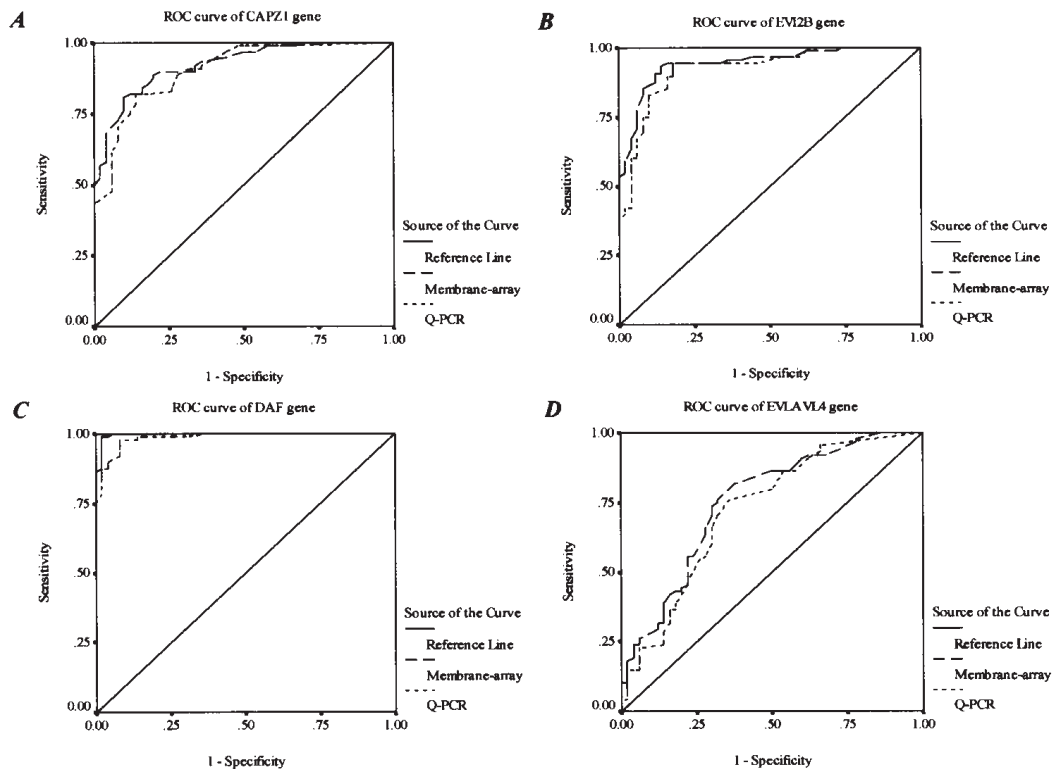 A
ROC curve of CAPZ1 gene
1.00
.75
.50
.25
0.00
0.00
.25
.50
.75
1.00
Sensitivity
1 - Specificity
Source of the Curve
Reference Line
Membrane-array
Q-PCR
B
ROC curve of EVI2B gene
1.00
.75
.50
.25
0.00
0.00
.25
.50
.75
1.00
Sensitivity
1 - Specificity
Source of the Curve
Reference Line
Membrane-array
Q-PCR
C
ROC curve of DAF gene
1.00
.75
.50
.25
0.00
0.00
.25
.50
.75
1.00
Sensitivity
1 - Specificity
Source of the Curve
Reference Line
Membrane-array
Q-PCR
D
ROC curve of EVLAVL4 gene
1.00
.75
.50
.25
0.00
0.00
.25
.50
.75
1.00
Sensitivity
1 - Specificity
Source of the Curve
Reference Line
Membrane-array
Q-PCR